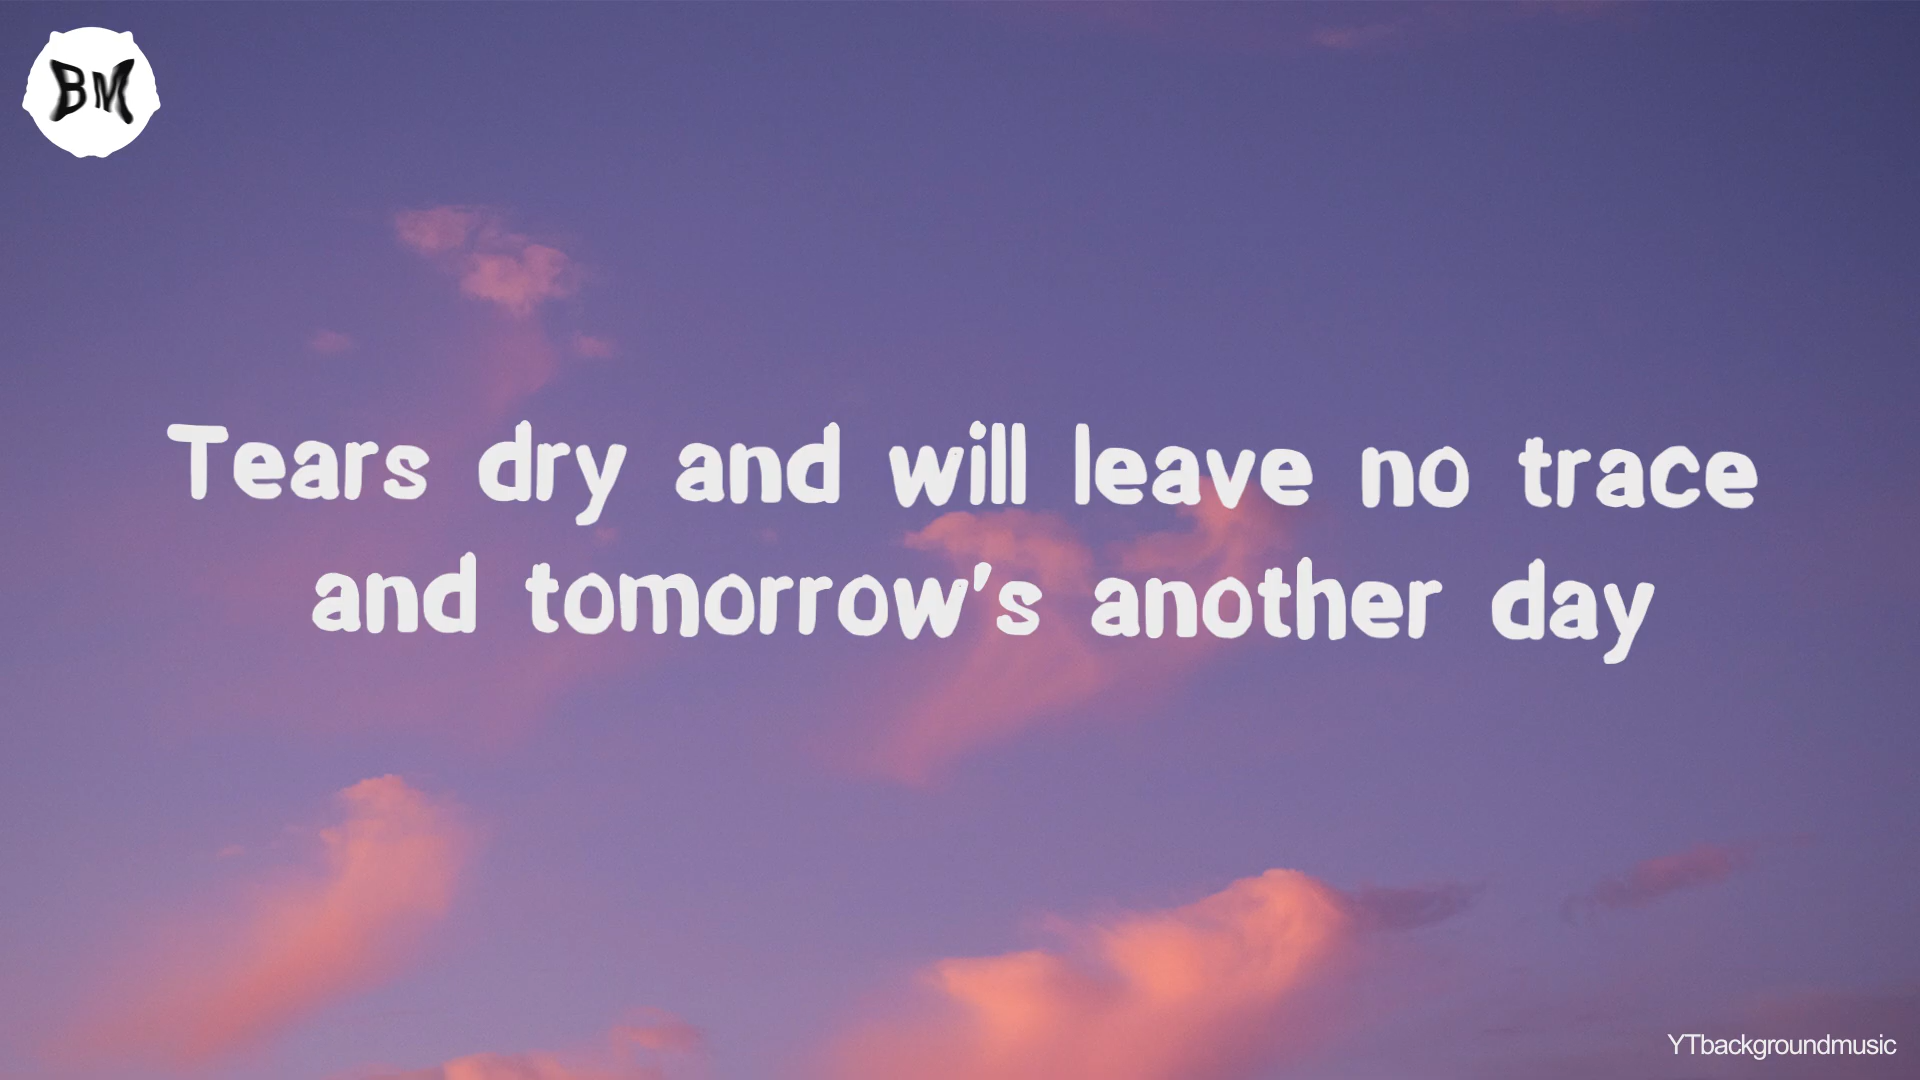 BM
Tears dry and will leave no trace
and tomorrow's another day
YTbackgroundmusic